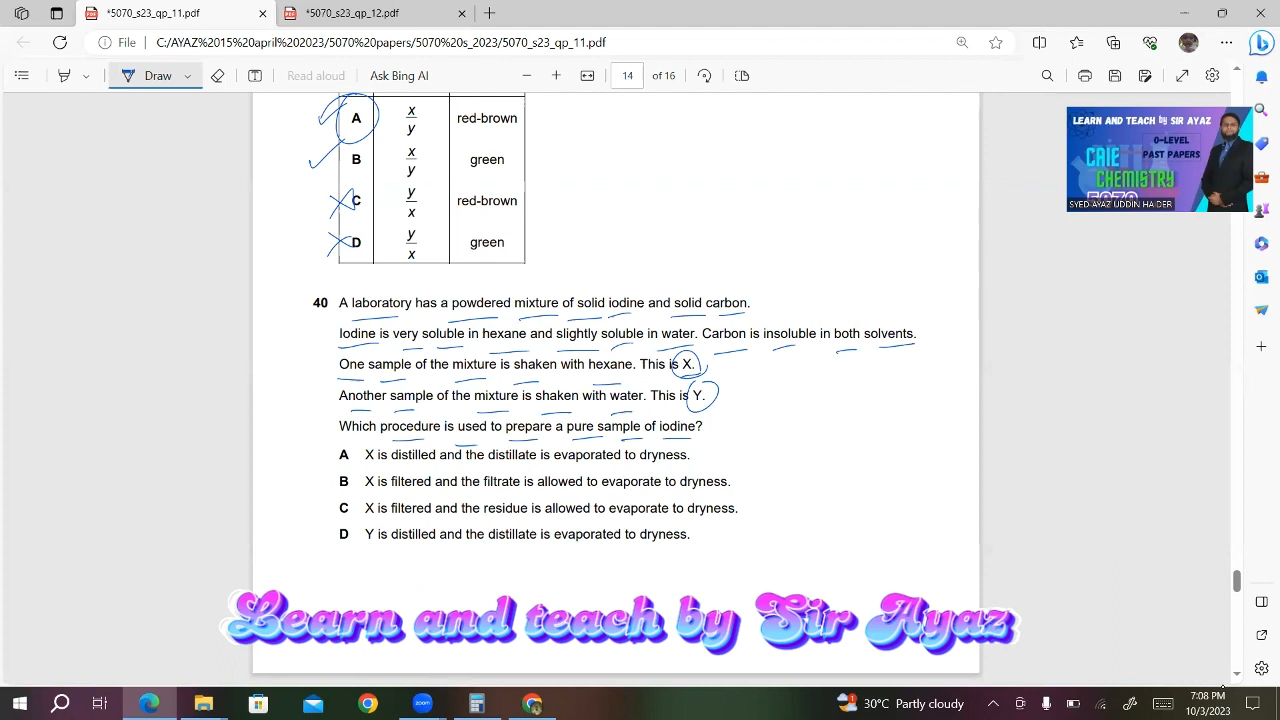 *5070_s23_qp_11.pdf
*5070_s23_qp_12.pdf
File
C:/AYAZ%2015%20april%202023/5070%20papers/5070%20s_2023/5070_s23_qp_11.pdf
Draw
Read aloud
Ask Bing AI
14
of 16
A x/y red-brown
B x/y green
C y/x red-brown
D y/x green
LEARN AND TEACH by SIR AYAZ
O-LEVEL
PAST PAPERS
CAIE
CHEMISTRY
5070
SYED AYAZ UDDIN HAIDER
40 A laboratory has a powdered mixture of solid iodine and solid carbon.
Iodine is very soluble in hexane and slightly soluble in water. Carbon is insoluble in both solvents.
One sample of the mixture is shaken with hexane. This is X.
Another sample of the mixture is shaken with water. This is Y.
Which procedure is used to prepare a pure sample of iodine?
A X is distilled and the distillate is evaporated to dryness.
B X is filtered and the filtrate is allowed to evaporate to dryness.
C X is filtered and the residue is allowed to evaporate to dryness.
D Y is distilled and the distillate is evaporated to dryness.
Learn and teach by Sir Ayaz
zoom
1
30°C Partly cloudy
7:08 PM
10/3/2023